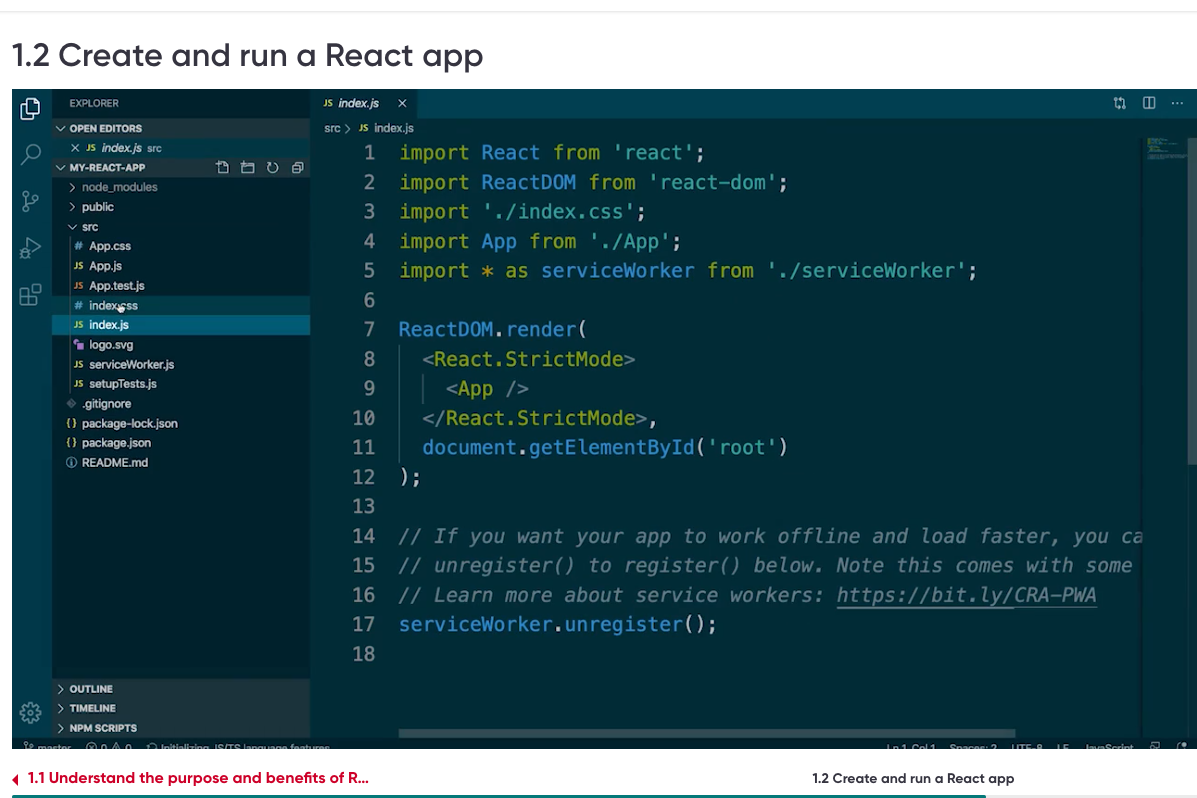 1.2 Create and run a React app
EXPLORER
OPEN EDITORS
JS index.js src
MY-REACT-APP
node_modules
public
src
# App.css
JS App.js
JS App.test.js
# index.css
JS index.js
logo.svg
JS serviceWorker.js
JS setupTests.js
.gitignore
{} package-lock.json
{} package.json
README.md
OUTLINE
TIMELINE
NPM SCRIPTS
JS index.js
src > JS index.js
1 import React from 'react';
2 import ReactDOM from 'react-dom';
3 import './index.css';
4 import App from './App';
5 import * as serviceWorker from './serviceWorker';
6
7 ReactDOM.render(
8 <React.StrictMode>
9 <App />
10 </React.StrictMode>,
11 document.getElementById('root')
12 );
13
14 // If you want your app to work offline and load faster, you ca
15 // unregister() to register() below. Note this comes with some
16 // Learn more about service workers: https://bit.ly/CRA-PWA
17 serviceWorker.unregister();
18
master 0 0 Initializing JS/TS language features
Ln 1, Col 1 Spaces: 2 UTF-8 LF JavaScript
1.1 Understand the purpose and benefits of R...
1.2 Create and run a React app